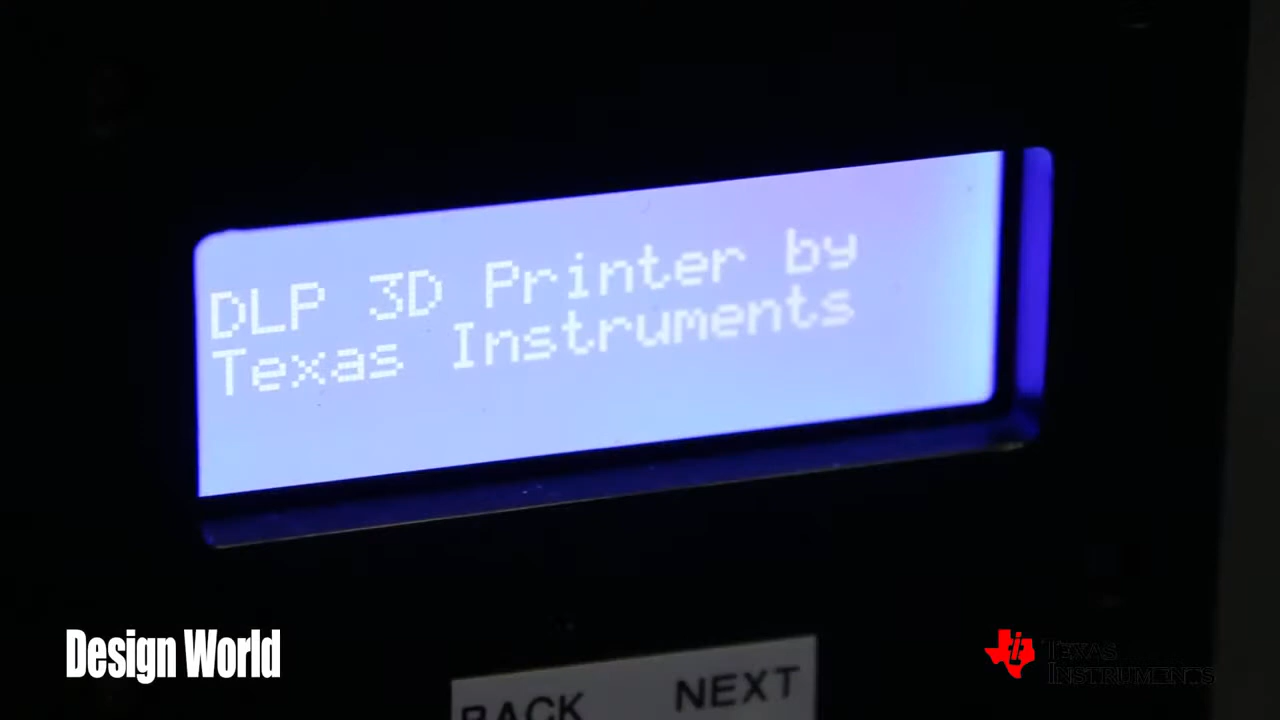 DLP 3D Printer by
Texas Instruments
BACK NEXT
Design World
TEXAS
INSTRUMENTS